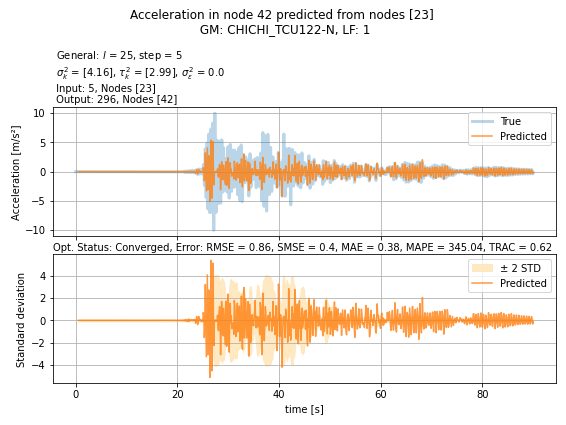 Acceleration in node 42 predicted from nodes [23]
GM: CHICHI_TCU122-N, LF: 1
General: l = 25, step = 5
σ²ₖ = [4.16], τ²ₖ = [2.99], σ²ε = 0.0
Input: 5, Nodes [23]
Output: 296, Nodes [42]
Acceleration [m/s²]
10
5
0
−5
−10
True
Predicted
Opt. Status: Converged, Error: RMSE = 0.86, SMSE = 0.4, MAE = 0.38, MAPE = 345.04, TRAC = 0.62
Standard deviation
4
2
0
−2
−4
± 2 STD
Predicted
0 20 40 60 80
time [s]